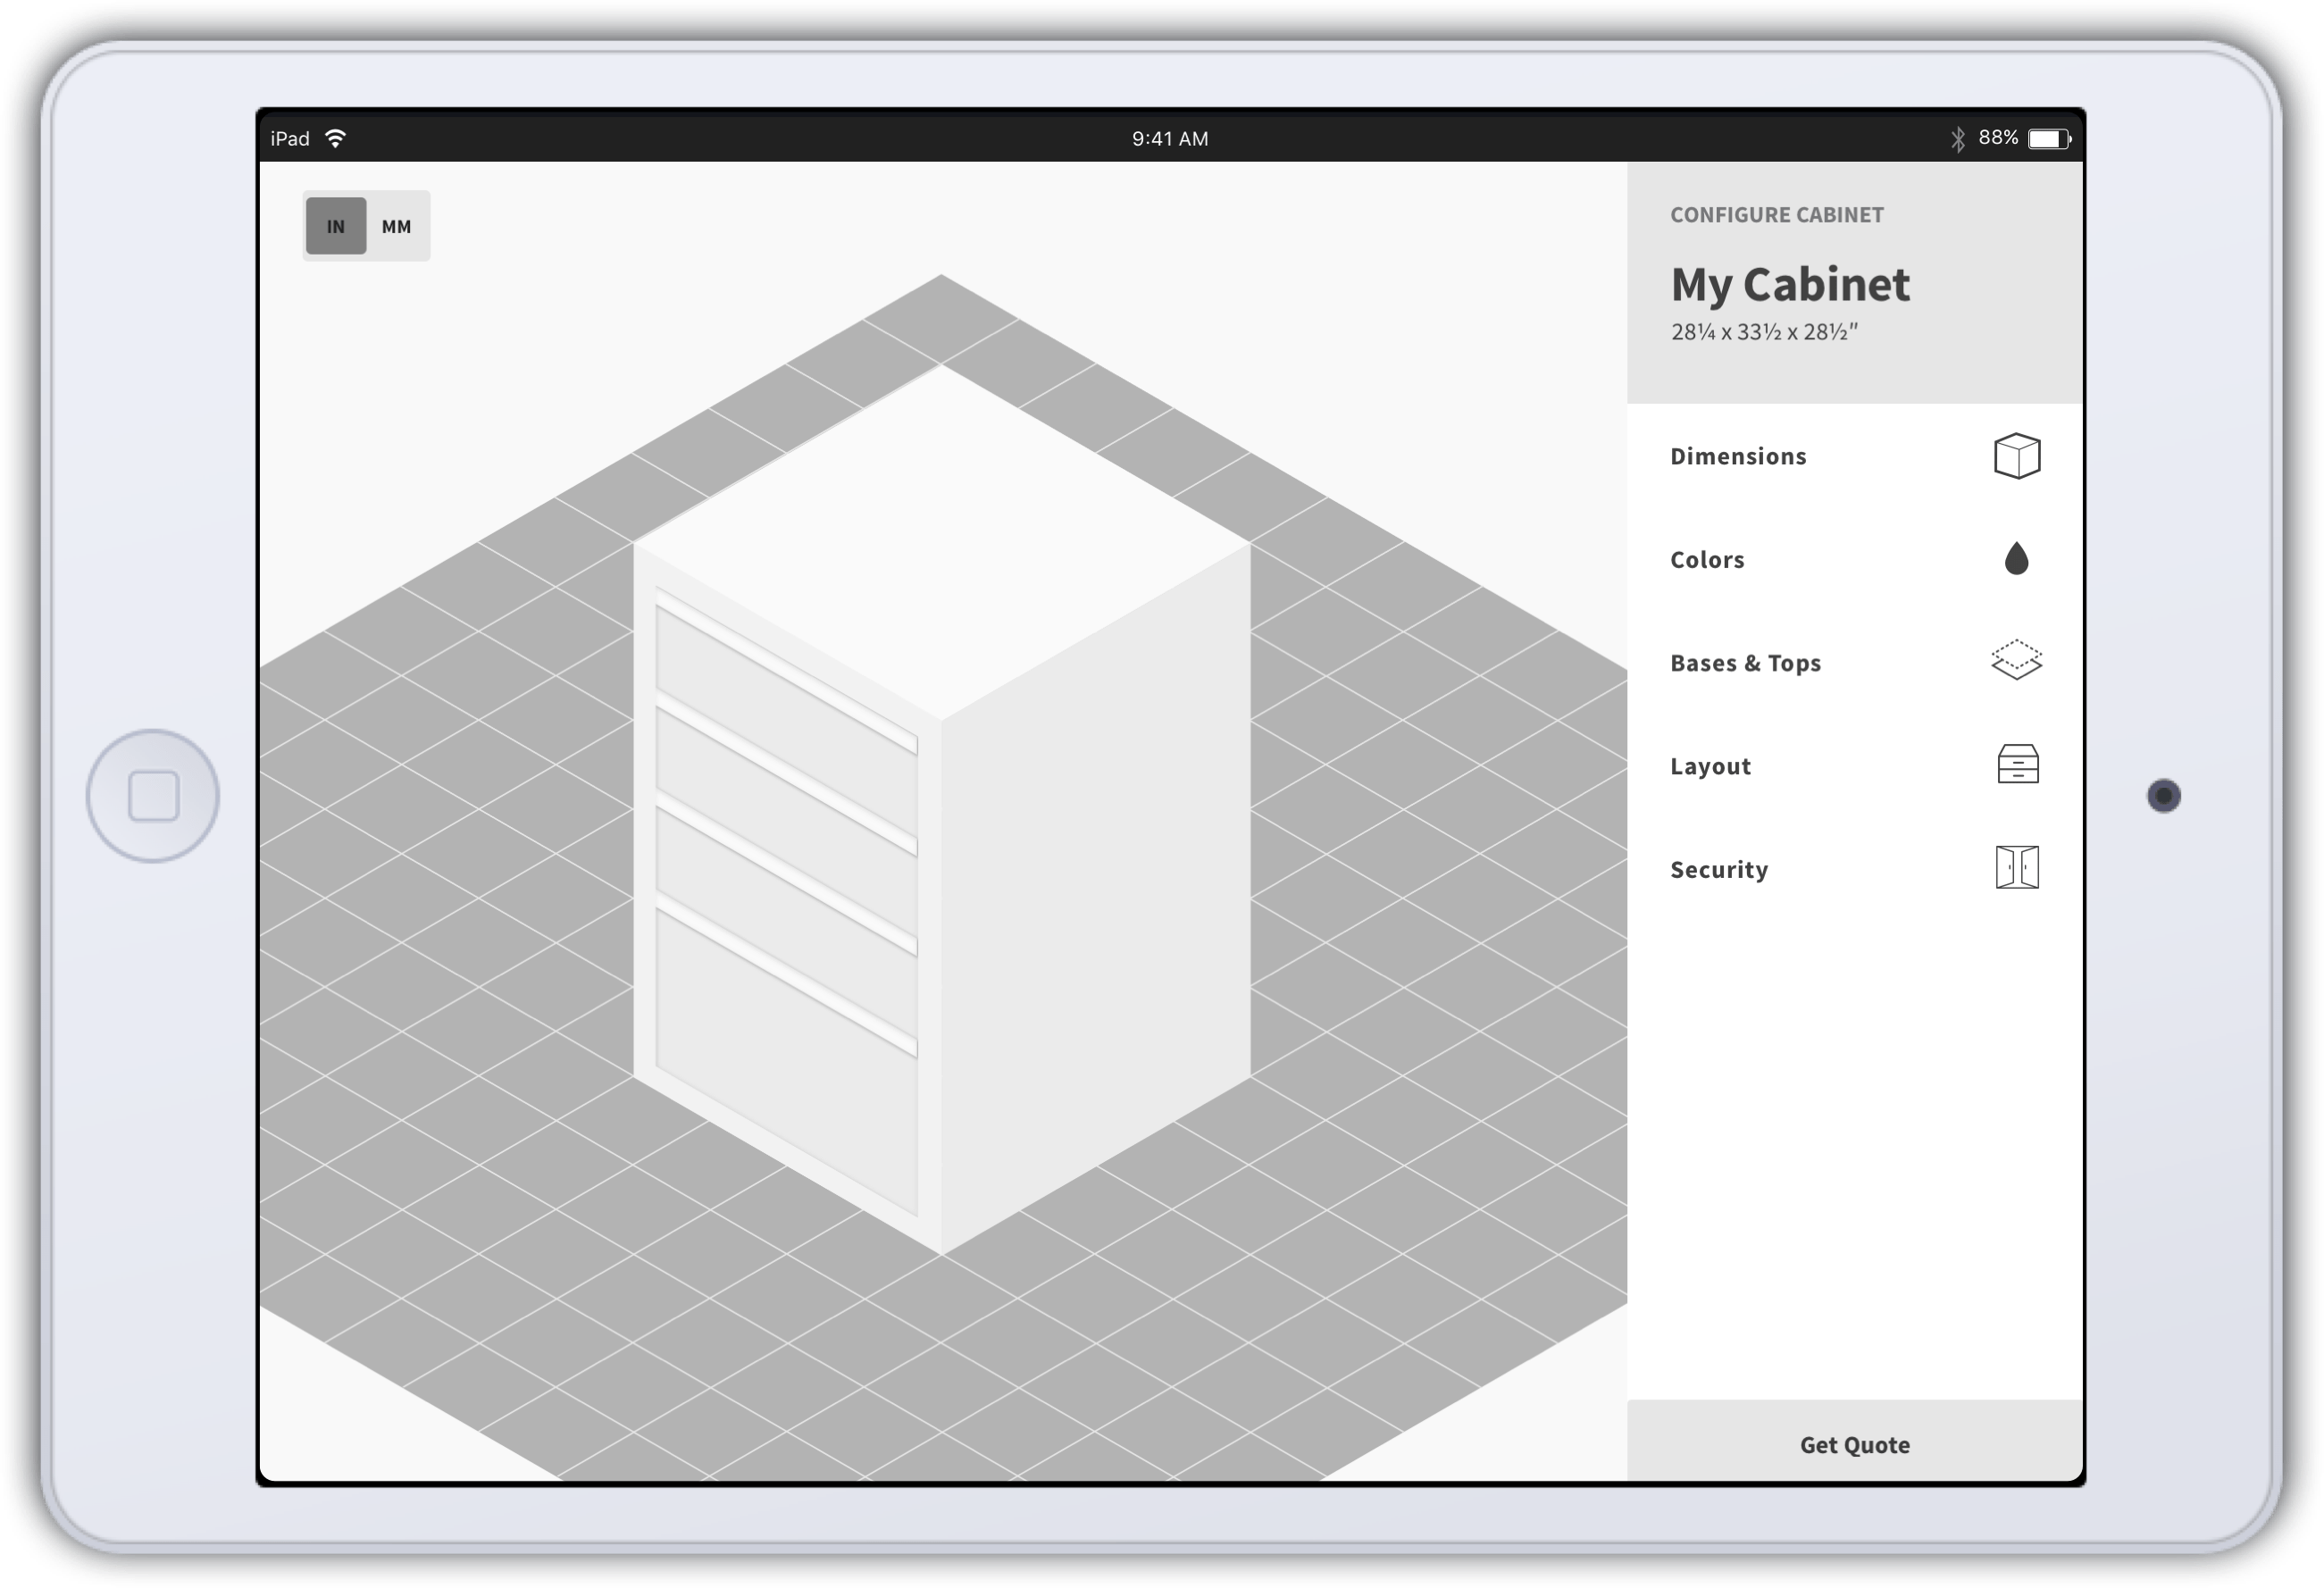 iPad 9:41 AM 88%
IN MM
CONFIGURE CABINET
My Cabinet
28¼ x 33½ x 28½"
Dimensions
Colors
Bases & Tops
Layout
Security
Get Quote